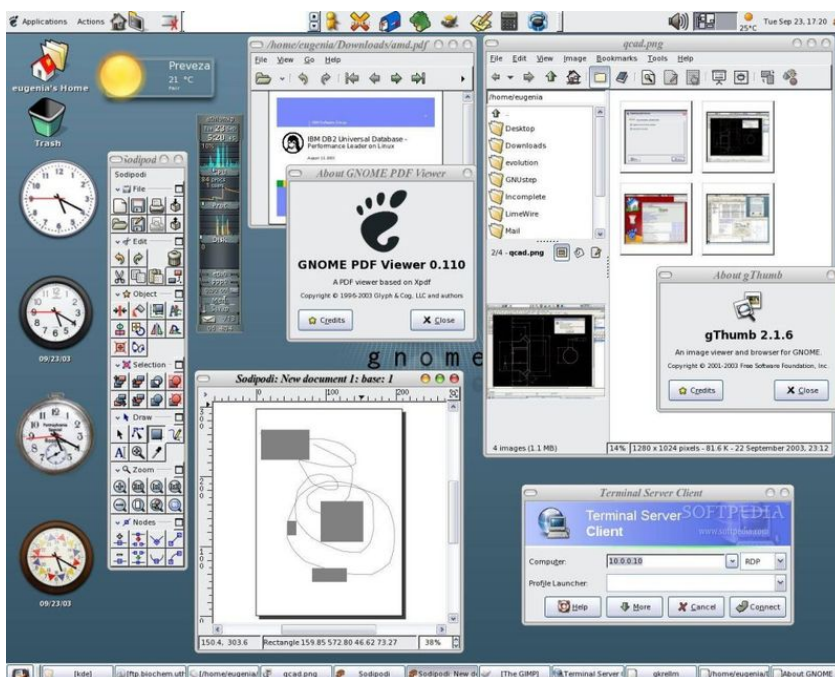 Applications Actions
25°C
Tue Sep 23, 17:20
eugenia's Home
Trash
Preveza
21 °C
Fair
/home/eugenia/Downloads/amd.pdf
File View Go Help
IBM DB2 Universal Database -
Performance Leader on Linux
About GNOME PDF Viewer
GNOME PDF Viewer 0.110
A PDF viewer based on Xpdf
Copyright © 1996-2003 Glyph & Cog, LLC and authors
Credits
Close
qcad.png
File Edit View Image Bookmarks Tools Help
/home/eugenia
..
Desktop
Downloads
evolution
GNUstep
Incomplete
LimeWire
Mail
2/4 - qcad.png
4 images (1.1 MB)
14% 1280 x 1024 pixels - 81.6 K - 22 September 2003, 23:12
About gThumb
gThumb 2.1.6
An image viewer and browser for GNOME.
Copyright © 2001-2003 Free Software Foundation, Inc.
Credits
Close
Sodipodi
Sodipodi
File
Edit
Object
Selection
Draw
Zoom
Nodes
09/23/03
09/23/03
gnome
Sodipodi: New document 1: base: 1
0 100 200
300
200
100
0
150.4, 303.6 Rectangle 159.85 572.80 46.62 73.27 38%
Terminal Server Client
Terminal Server
Client
SOFTPEDIA
www.softpedia.com
Computer: 10.0.0.10 RDP
Profile Launcher:
Help More Cancel Connect
[kde] [/home/eugenia/ qcad.png Sodipodi Sodipodi: New d [The GIMP] Terminal Server gkrellm /home/eugenia/ About GNOME